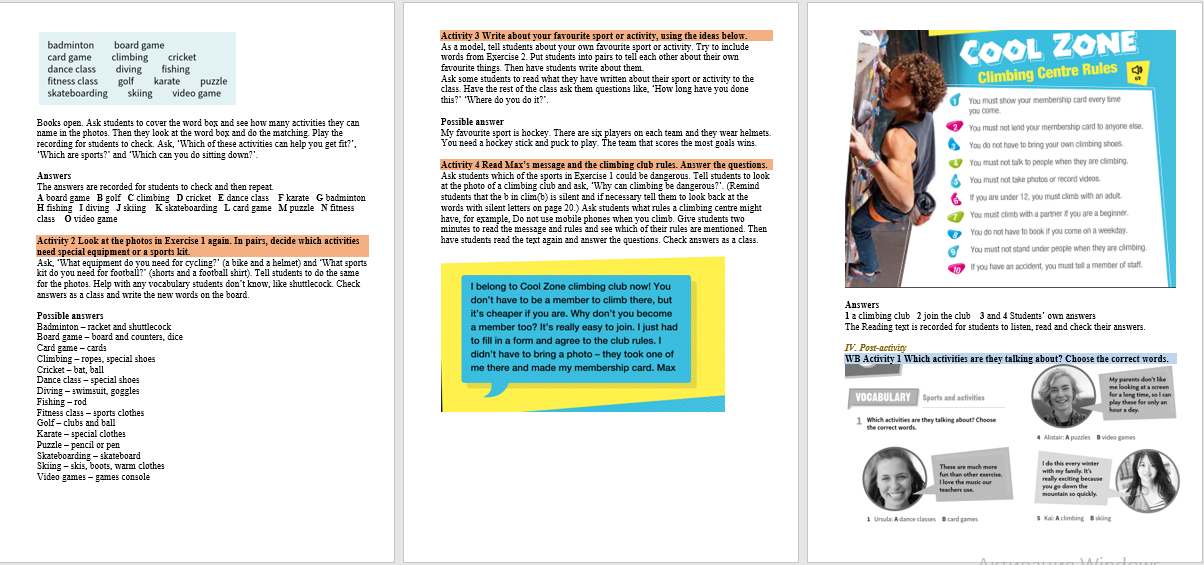 badminton board game
card game climbing cricket
dance class diving fishing
fitness class golf karate puzzle
skateboarding skiing video game
Books open. Ask students to cover the word box and see how many activities they can
name in the photos. Then they look at the word box and do the matching. Play the
recording for students to check. Ask, ‘Which of these activities can help you get fit?’,
‘Which are sports?’ and ‘Which can you do sitting down?’.
Answers
The answers are recorded for students to check and then repeat.
A board game B golf C climbing D cricket E dance class F karate G badminton
H fishing I diving J skiing K skateboarding L card game M puzzle N fitness
class O video game
Activity 2 Look at the photos in Exercise 1 again. In pairs, decide which activities
need special equipment or a sports kit.
Ask, ‘What equipment do you need for cycling?’ (a bike and a helmet) and ‘What sports
kit do you need for football?’ (shorts and a football shirt). Tell students to do the same
for the photos. Help with any vocabulary students don’t know, like shuttlecock. Check
answers as a class and write the new words on the board.
Possible answers
Badminton – racket and shuttlecock
Board game – board and counters, dice
Card game – cards
Climbing – ropes, special shoes
Cricket – bat, ball
Dance class – special shoes
Diving – swimsuit, goggles
Fishing – rod
Fitness class – sports clothes
Golf – clubs and ball
Karate – special clothes
Puzzle – pencil or pen
Skateboarding – skateboard
Skiing – skis, boots, warm clothes
Video games – games console
Activity 3 Write about your favourite sport or activity, using the ideas below.
As a model, tell students about your own favourite sport or activity. Try to include
words from Exercise 2. Put students into pairs to tell each other about their own
favourite things. Then have students write about them.
Ask some students to read what they have written about their sport or activity to the
class. Have the rest of the class ask them questions like, ‘How long have you done
this?’ ‘Where do you do it?’.
Possible answer
My favourite sport is hockey. There are six players on each team and they wear helmets.
You need a hockey stick and puck to play. The team that scores the most goals wins.
Activity 4 Read Max’s message and the climbing club rules. Answer the questions.
Ask students which of the sports in Exercise 1 could be dangerous. Tell students to look
at the photo of a climbing club and ask, ‘Why can climbing be dangerous?’. (Remind
students that the b in clim(b) is silent and if necessary tell them to look back at the
words with silent letters on page 20.) Ask students what rules a climbing centre might
have, for example, Do not use mobile phones when you climb. Give students two
minutes to read the message and rules and see which of their rules are mentioned. Then
have students read the text again and answer the questions. Check answers as a class.
I belong to Cool Zone climbing club now! You
don’t have to be a member to climb there, but
it’s cheaper if you are. Why don’t you become
a member too? It’s really easy to join. I just had
to fill in a form and agree to the club rules. I
didn’t have to bring a photo – they took one of
me there and made my membership card. Max
COOL ZONE
Climbing Centre Rules
1 You must show your membership card every time
you come.
2 You must not lend your membership card to anyone else.
3 You do not have to bring your own climbing shoes.
4 You must not talk to people when they are climbing.
5 You must not take photos or record videos.
6 If you are under 12, you must climb with an adult.
7 You must climb with a partner if you are a beginner.
8 You do not have to book if you come on a weekday.
9 You must not stand under people when they are climbing.
10 If you have an accident, you must tell a member of staff.
Answers
1 a climbing club 2 join the club 3 and 4 Students’ own answers
The Reading text is recorded for students to listen, read and check their answers.
IV. Post-activity
WB Activity 1 Which activities are they talking about? Choose the correct words.
VOCABULARY Sports and activities
1 Which activities are they talking about? Choose
the correct words.
These are much more
fun than other exercise.
I love the music our
teachers use.
1 Ursula: A dance classes B card games
My parents don’t like
me looking at a screen
for a long time, so I can
play these for only an
hour a day.
4 Alistair: A puzzles B video games
I do this every winter
with my family. It’s
really exciting because
you go down the
mountain so quickly.
5 Kai: A climbing B skiing